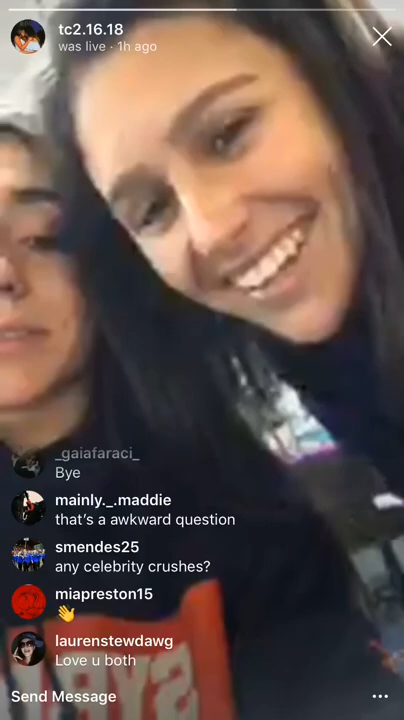 tc2.16.18
was live · 1h ago
_gaiafaraci_
Bye
mainly._.maddie
that's a awkward question
smendes25
any celebrity crushes?
miapreston15
👋
laurenstewdawg
Love u both
Send Message